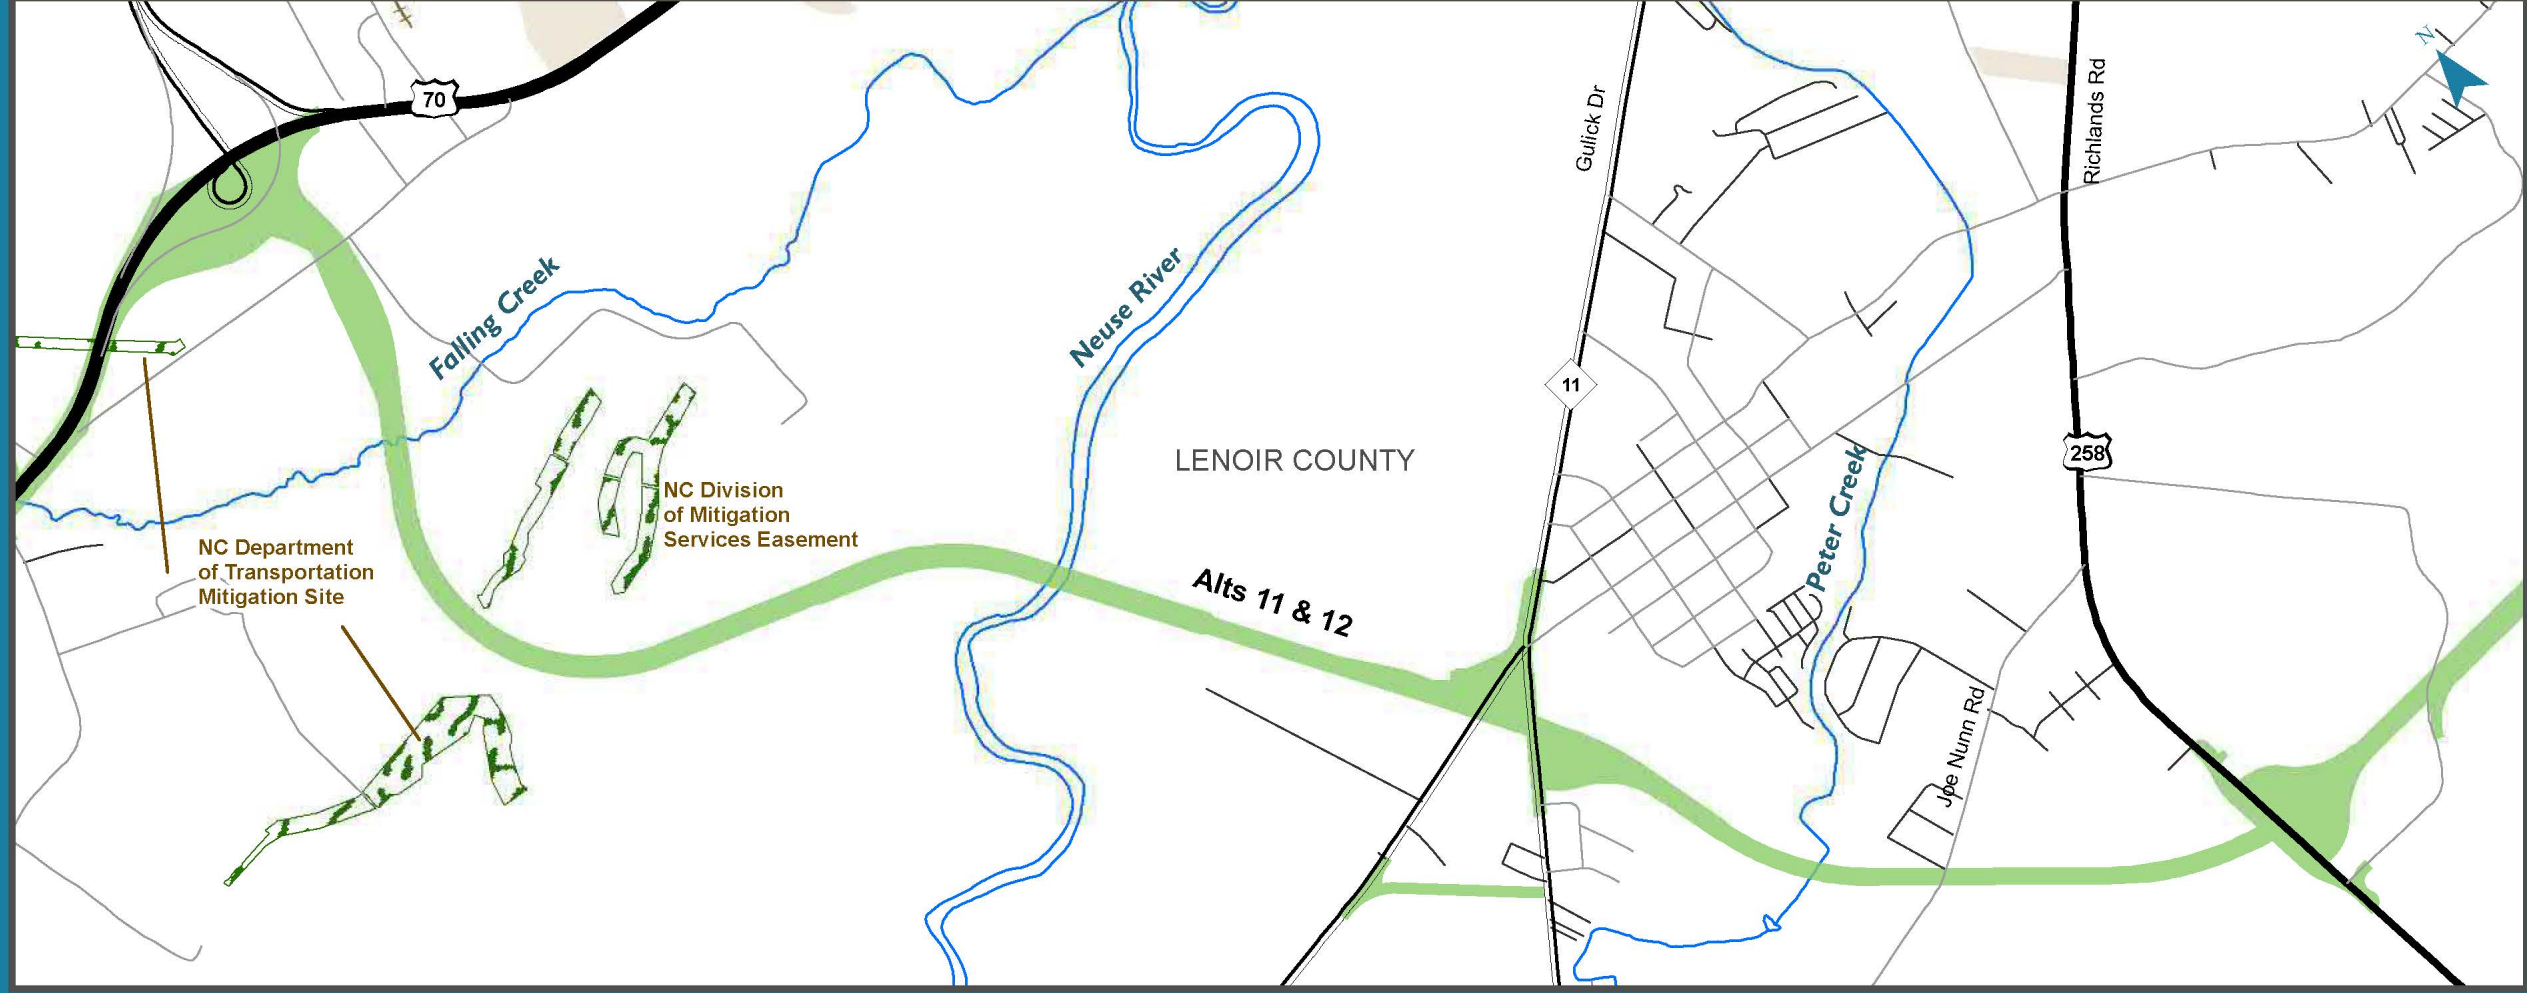 N
70
Gulick Dr
Richlands Rd
Falling Creek
Neuse River
11
LENOIR COUNTY
258
Peter Creek
NC Division
of Mitigation
Services Easement
NC Department
of Transportation
Mitigation Site
Alts 11 & 12
Joe Nunn Rd